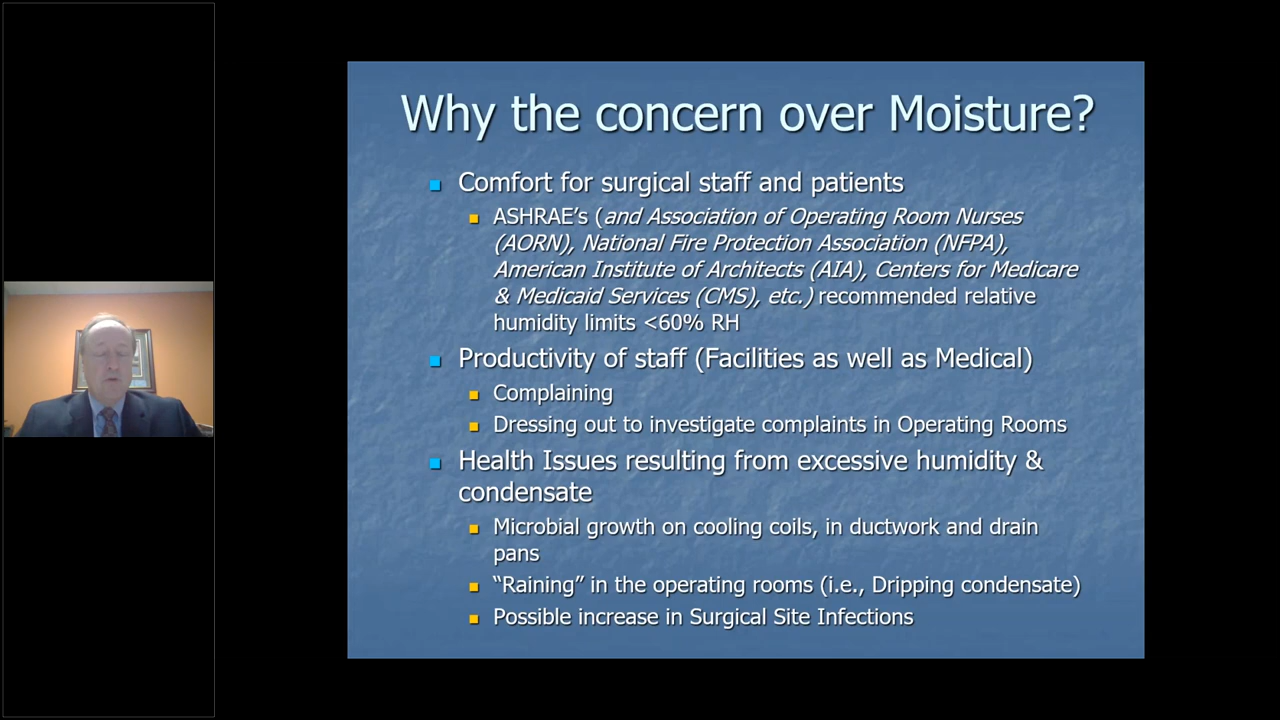 Why the concern over Moisture?
Comfort for surgical staff and patients
ASHRAE's (and Association of Operating Room Nurses
(AORN), National Fire Protection Association (NFPA),
American Institute of Architects (AIA), Centers for Medicare
& Medicaid Services (CMS), etc.) recommended relative
humidity limits <60% RH
Productivity of staff (Facilities as well as Medical)
Complaining
Dressing out to investigate complaints in Operating Rooms
Health Issues resulting from excessive humidity &
condensate
Microbial growth on cooling coils, in ductwork and drain
pans
“Raining” in the operating rooms (i.e., Dripping condensate)
Possible increase in Surgical Site Infections